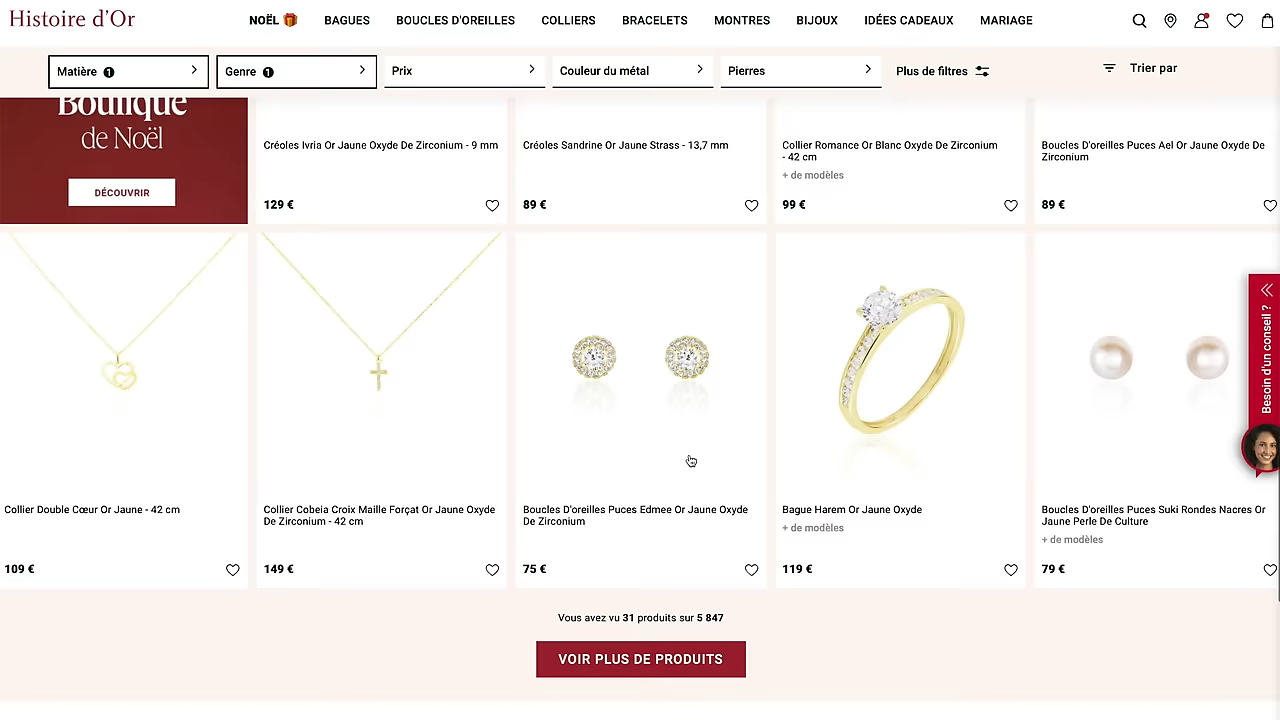 Histoire d'Or
NOËL
BAGUES
BOUCLES D'OREILLES
COLLIERS
BRACELETS
MONTRES
BIJOUX
IDÉES CADEAUX
MARIAGE
Matière 1
Genre 1
Prix
Couleur du métal
Pierres
Plus de filtres
Trier par
Boutique
de Noël
DÉCOUVRIR
Créoles Ivria Or Jaune Oxyde De Zirconium - 9 mm
129 €
Créoles Sandrine Or Jaune Strass - 13,7 mm
89 €
Collier Romance Or Blanc Oxyde De Zirconium
- 42 cm
+ de modèles
99 €
Boucles D'oreilles Puces Ael Or Jaune Oxyde De
Zirconium
89 €
Collier Double Cœur Or Jaune - 42 cm
109 €
Collier Cobeia Croix Maille Forçat Or Jaune Oxyde
De Zirconium - 42 cm
149 €
Boucles D'oreilles Puces Edmee Or Jaune Oxyde
De Zirconium
75 €
Bague Harem Or Jaune Oxyde
+ de modèles
119 €
Boucles D'oreilles Puces Suki Rondes Nacres Or
Jaune Perle De Culture
+ de modèles
79 €
Besoin d'un conseil ?
Vous avez vu 31 produits sur 5 847
VOIR PLUS DE PRODUITS